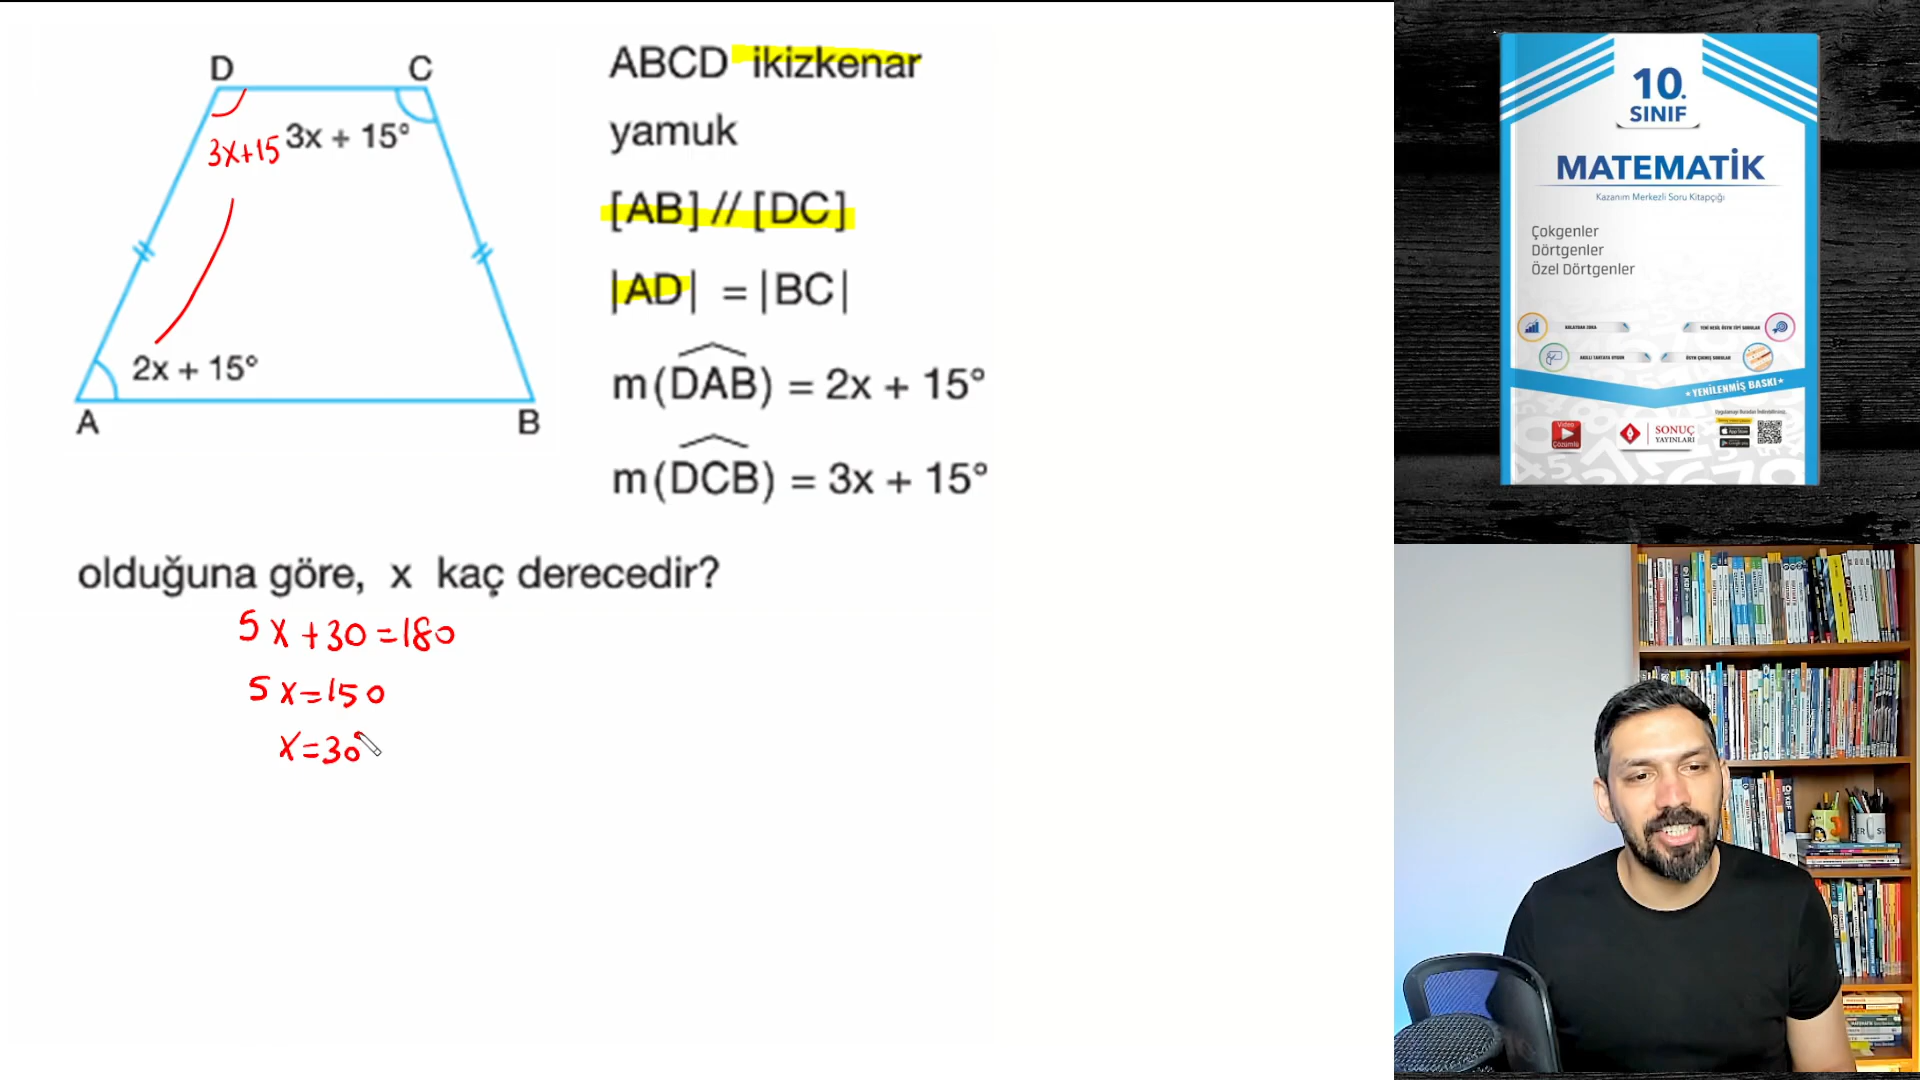 D
C
3x + 15°
3x+15
2x + 15°
A
B
ABCD ikizkenar
yamuk
[AB] // [DC]
|AD| = |BC|
m(DAB) = 2x + 15°
m(DCB) = 3x + 15°
olduğuna göre, x kaç derecedir?
5x+30=180
5x=150
x=30
10.
SINIF
MATEMATİK
Kazanım Merkezli Soru Kitapçığı
Çokgenler
Dörtgenler
Özel Dörtgenler
YENİLENMİŞ BASKI
Video
Çözümlü
SONUÇ
YAYINLARI